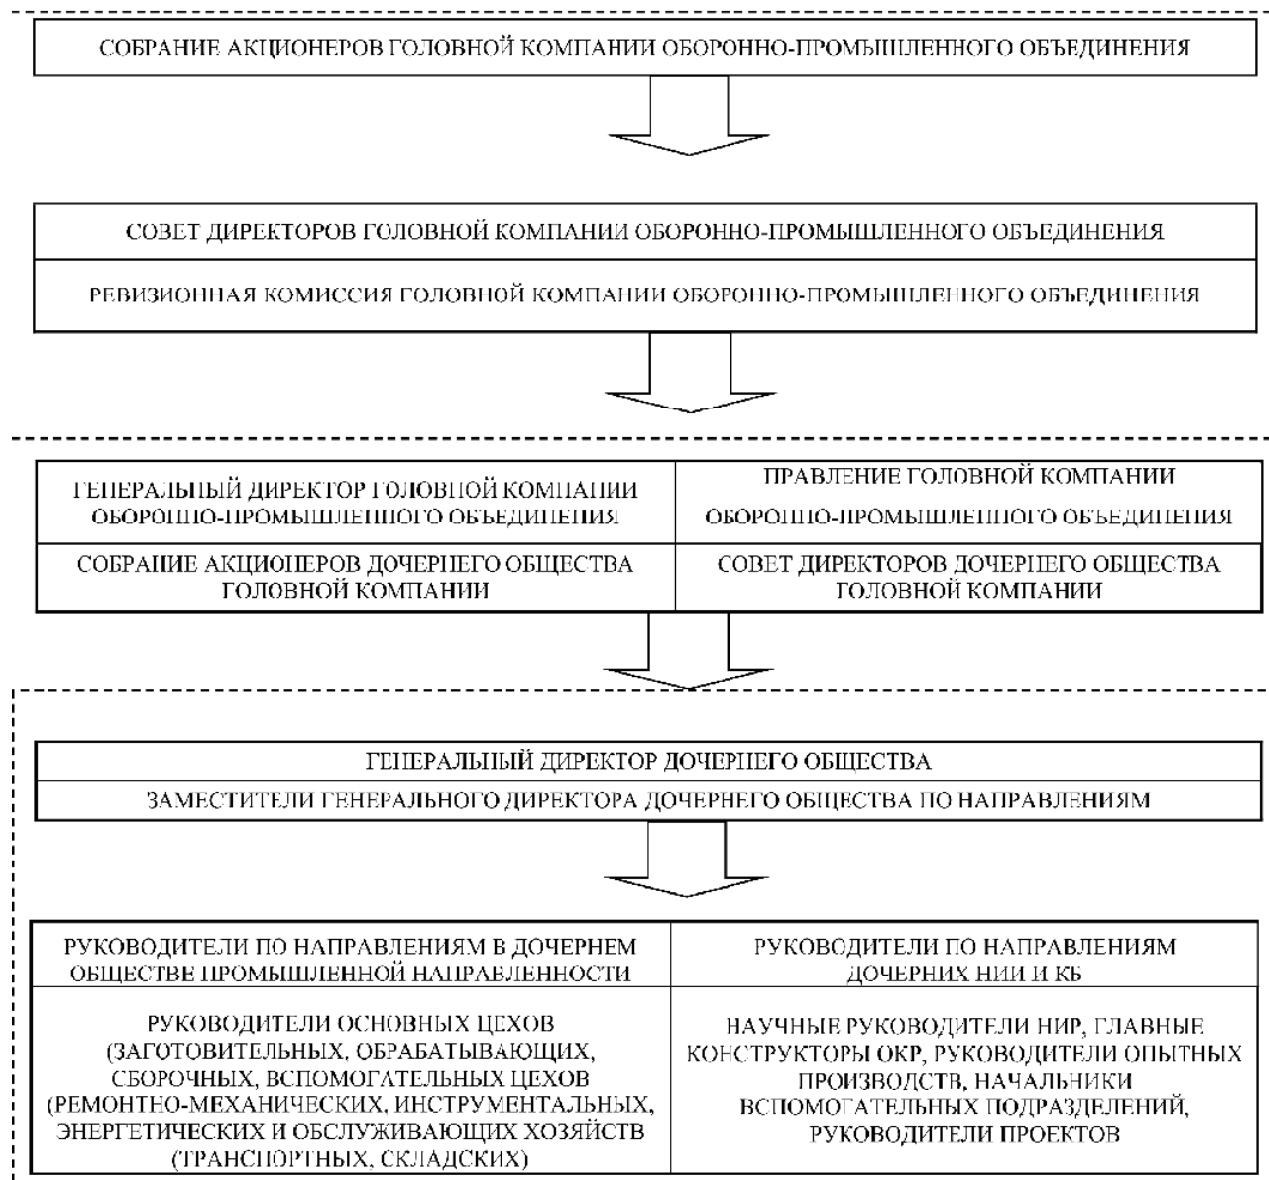 СОБРАНИЕ АКЦИОНЕРОВ ГОЛОВНОЙ КОМПАНИИ ОБОРОННО-ПРОМЫШЛЕННОГО ОБЪЕДИНЕНИЯ
СОВЕТ ДИРЕКТОРОВ ГОЛОВНОЙ КОМПАНИИ ОБОРОННО-ПРОМЫШЛЕННОГО ОБЪЕДИНЕНИЯ
РЕВИЗИОННАЯ КОМИССИЯ ГОЛОВНОЙ КОМПАНИИ ОБОРОННО-ПРОМЫШЛЕННОГО ОБЪЕДИНЕНИЯ
ГЕНЕРАЛЬНЫЙ ДИРЕКТОР ГОЛОВНОЙ КОМПАНИИ
ОБОРОННО-ПРОМЫШЛЕННОГО ОБЪЕДИНЕНИЯ
ПРАВЛЕНИЕ ГОЛОВНОЙ КОМПАНИИ
ОБОРОННО-ПРОМЫШЛЕННОГО ОБЪЕДИНЕНИЯ
СОБРАНИЕ АКЦИОНЕРОВ ДОЧЕРНЕГО ОБЩЕСТВА
ГОЛОВНОЙ КОМПАНИИ
СОВЕТ ДИРЕКТОРОВ ДОЧЕРНЕГО ОБЩЕСТВА
ГОЛОВНОЙ КОМПАНИИ
ГЕНЕРАЛЬНЫЙ ДИРЕКТОР ДОЧЕРНЕГО ОБЩЕСТВА
ЗАМЕСТИТЕЛИ ГЕНЕРАЛЬНОГО ДИРЕКТОРА ДОЧЕРНЕГО ОБЩЕСТВА ПО НАПРАВЛЕНИЯМ
РУКОВОДИТЕЛИ ПО НАПРАВЛЕНИЯМ В ДОЧЕРНЕМ
ОБЩЕСТВЕ ПРОМЫШЛЕННОЙ НАПРАВЛЕННОСТИ
РУКОВОДИТЕЛИ ПО НАПРАВЛЕНИЯМ
ДОЧЕРНИХ НИИ И КБ
РУКОВОДИТЕЛИ ОСНОВНЫХ ЦЕХОВ
(ЗАГОТОВИТЕЛЬНЫХ, ОБРАБАТЫВАЮЩИХ,
СБОРОЧНЫХ, ВСПОМОГАТЕЛЬНЫХ ЦЕХОВ
(РЕМОНТНО-МЕХАНИЧЕСКИХ, ИНСТРУМЕНТАЛЬНЫХ,
ЭНЕРГЕТИЧЕСКИХ И ОБСЛУЖИВАЮЩИХ ХОЗЯЙСТВ
(ТРАНСПОРТНЫХ, СКЛАДСКИХ)
НАУЧНЫЕ РУКОВОДИТЕЛИ НИР, ГЛАВНЫЕ
КОНСТРУКТОРЫ ОКР, РУКОВОДИТЕЛИ ОПЫТНЫХ
ПРОИЗВОДСТВ, НАЧАЛЬНИКИ
ВСПОМОГАТЕЛЬНЫХ ПОДРАЗДЕЛЕНИЙ,
РУКОВОДИТЕЛИ ПРОЕКТОВ